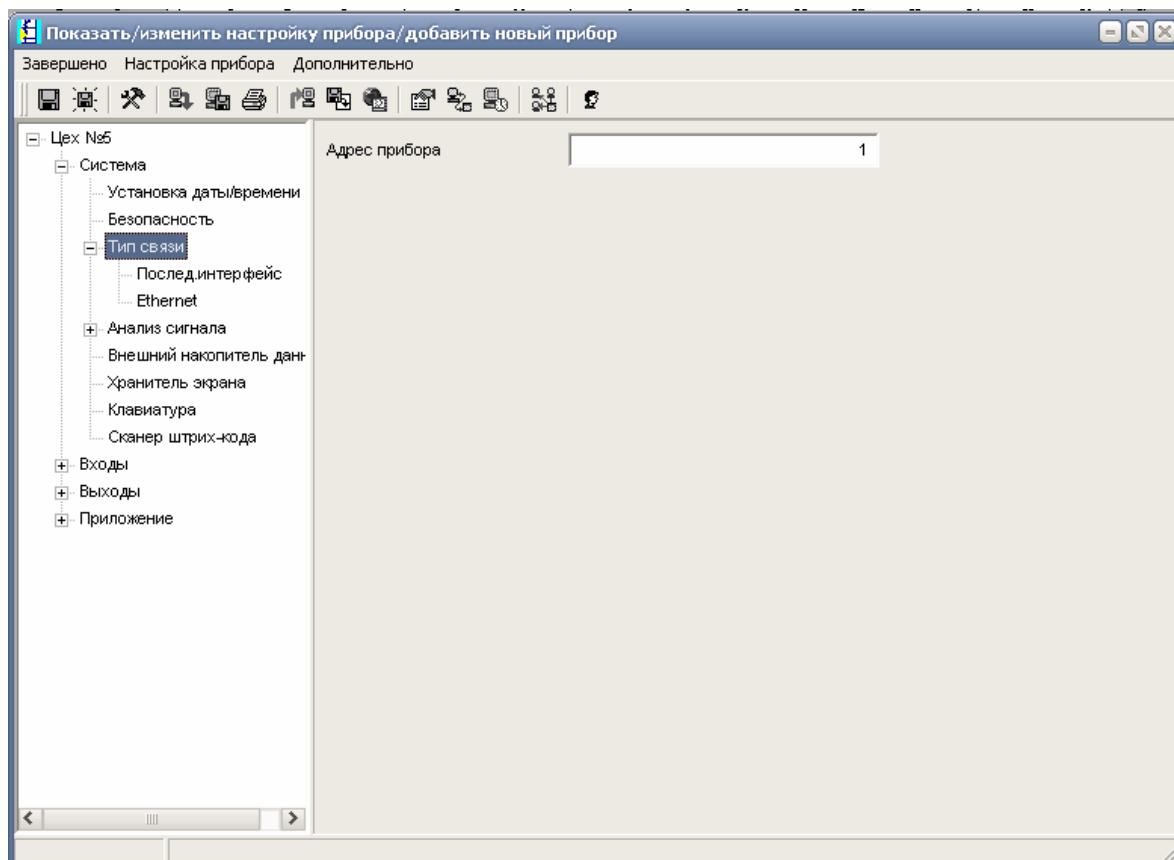 Показать/изменить настройку прибора/добавить новый прибор
Завершено Настройка прибора Дополнительно
Цех №5
Система
Установка даты/времени
Безопасность
Тип связи
Послед.интерфейс
Ethernet
Анализ сигнала
Внешний накопитель данн
Хранитель экрана
Клавиатура
Сканер штрих-кода
Входы
Выходы
Приложение
Адрес прибора 1